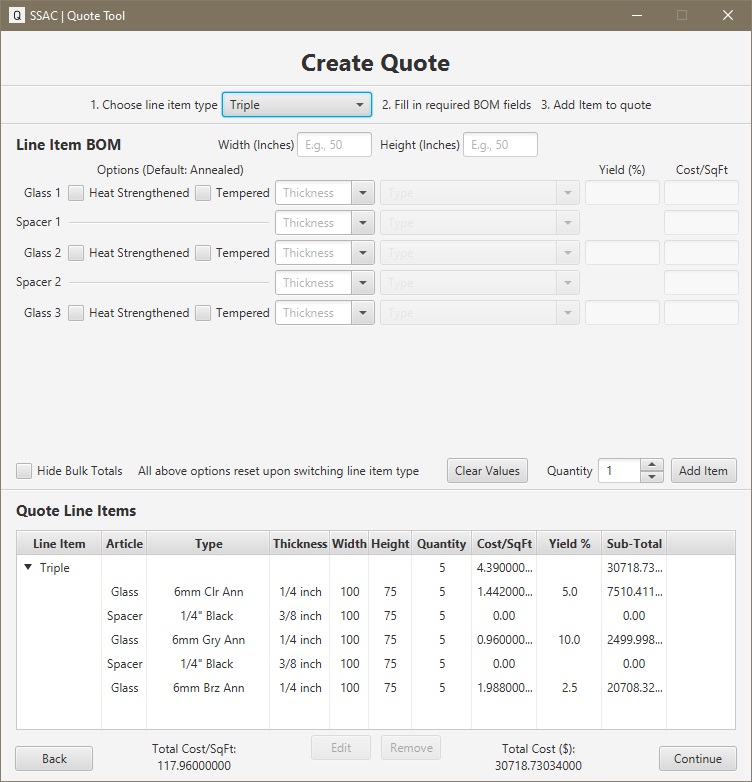 Q SSAC | Quote Tool
Create Quote
1. Choose line item type Triple 2. Fill in required BOM fields 3. Add Item to quote
Line Item BOM Width (Inches) E.g., 50 Height (Inches) E.g., 50
Options (Default: Annealed) Yield (%) Cost/SqFt
Glass 1 Heat Strengthened Tempered Thickness Type
Spacer 1 Thickness Type
Glass 2 Heat Strengthened Tempered Thickness Type
Spacer 2 Thickness Type
Glass 3 Heat Strengthened Tempered Thickness Type
Hide Bulk Totals All above options reset upon switching line item type Clear Values Quantity 1 Add Item
Quote Line Items
Line Item Article Type Thickness Width Height Quantity Cost/SqFt Yield % Sub-Total
Triple 5 4.390000... 30718.73...
Glass 6mm Clr Ann 1/4 inch 100 75 5 1.442000... 5.0 7510.411...
Spacer 1/4" Black 3/8 inch 100 75 5 0.00 0.00
Glass 6mm Gry Ann 1/4 inch 100 75 5 0.960000... 10.0 2499.998...
Spacer 1/4" Black 3/8 inch 100 75 5 0.00 0.00
Glass 6mm Brz Ann 1/4 inch 100 75 5 1.988000... 2.5 20708.32...
Back Total Cost/SqFt: Edit Remove Total Cost ($): Continue
117.96000000 30718.73034000